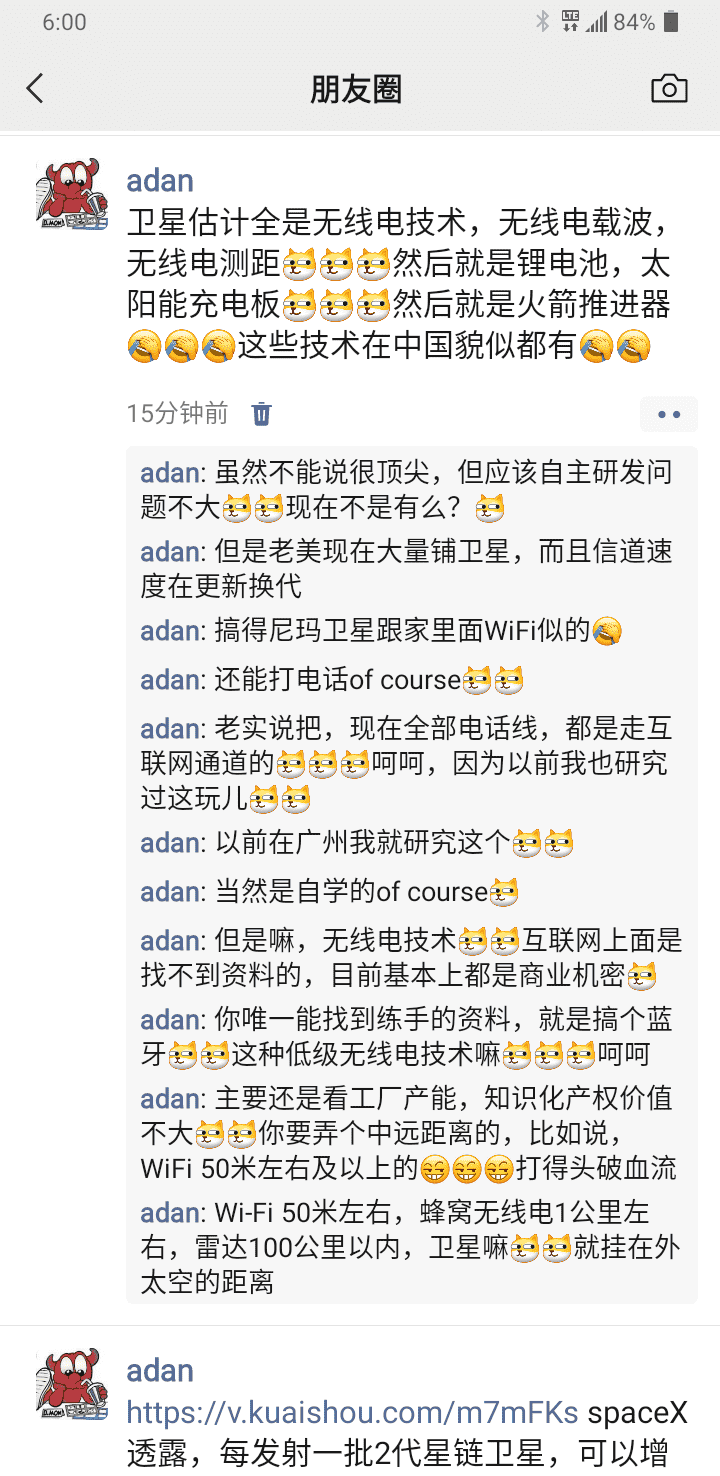 6:00
LTE
84%
朋友圈
adan
卫星估计全是无线电技术，无线电载波，
无线电测距🐱🐱🐱然后就是锂电池，太
阳能充电板🐱🐱🐱然后就是火箭推进器
🤦🤦🤦这些技术在中国貌似都有🤦🤦
15分钟前
adan: 虽然不能说很顶尖，但应该自主研发问
题不大🐱🐱现在不是有么？🐱
adan: 但是老美现在大量铺卫星，而且信道速
度在更新换代
adan: 搞得尼玛卫星跟家里面WiFi似的🤦
adan: 还能打电话of course🐱🐱
adan: 老实说把，现在全部电话线，都是走互
联网通道的🐱🐱🐱呵呵，因为以前我也研究
过这玩儿🐱🐱
adan: 以前在广州我就研究这个🐱🐱
adan: 当然是自学的of course🐱
adan: 但是嘛，无线电技术🐱🐱互联网上面是
找不到资料的，目前基本上都是商业机密🐱
adan: 你唯一能找到练手的资料，就是搞个蓝
牙🐱🐱这种低级无线电技术嘛🐱🐱🐱呵呵
adan: 主要还是看工厂产能，知识化产权价值
不大🐱🐱你要弄个中远距离的，比如说，
WiFi 50米左右及以上的😁😁😁打得头破血流
adan: Wi-Fi 50米左右，蜂窝无线电1公里左
右，雷达100公里以内，卫星嘛🐱🐱就挂在外
太空的距离
adan
https://v.kuaishou.com/m7mFKs spaceX
透露，每发射一批2代星链卫星，可以增